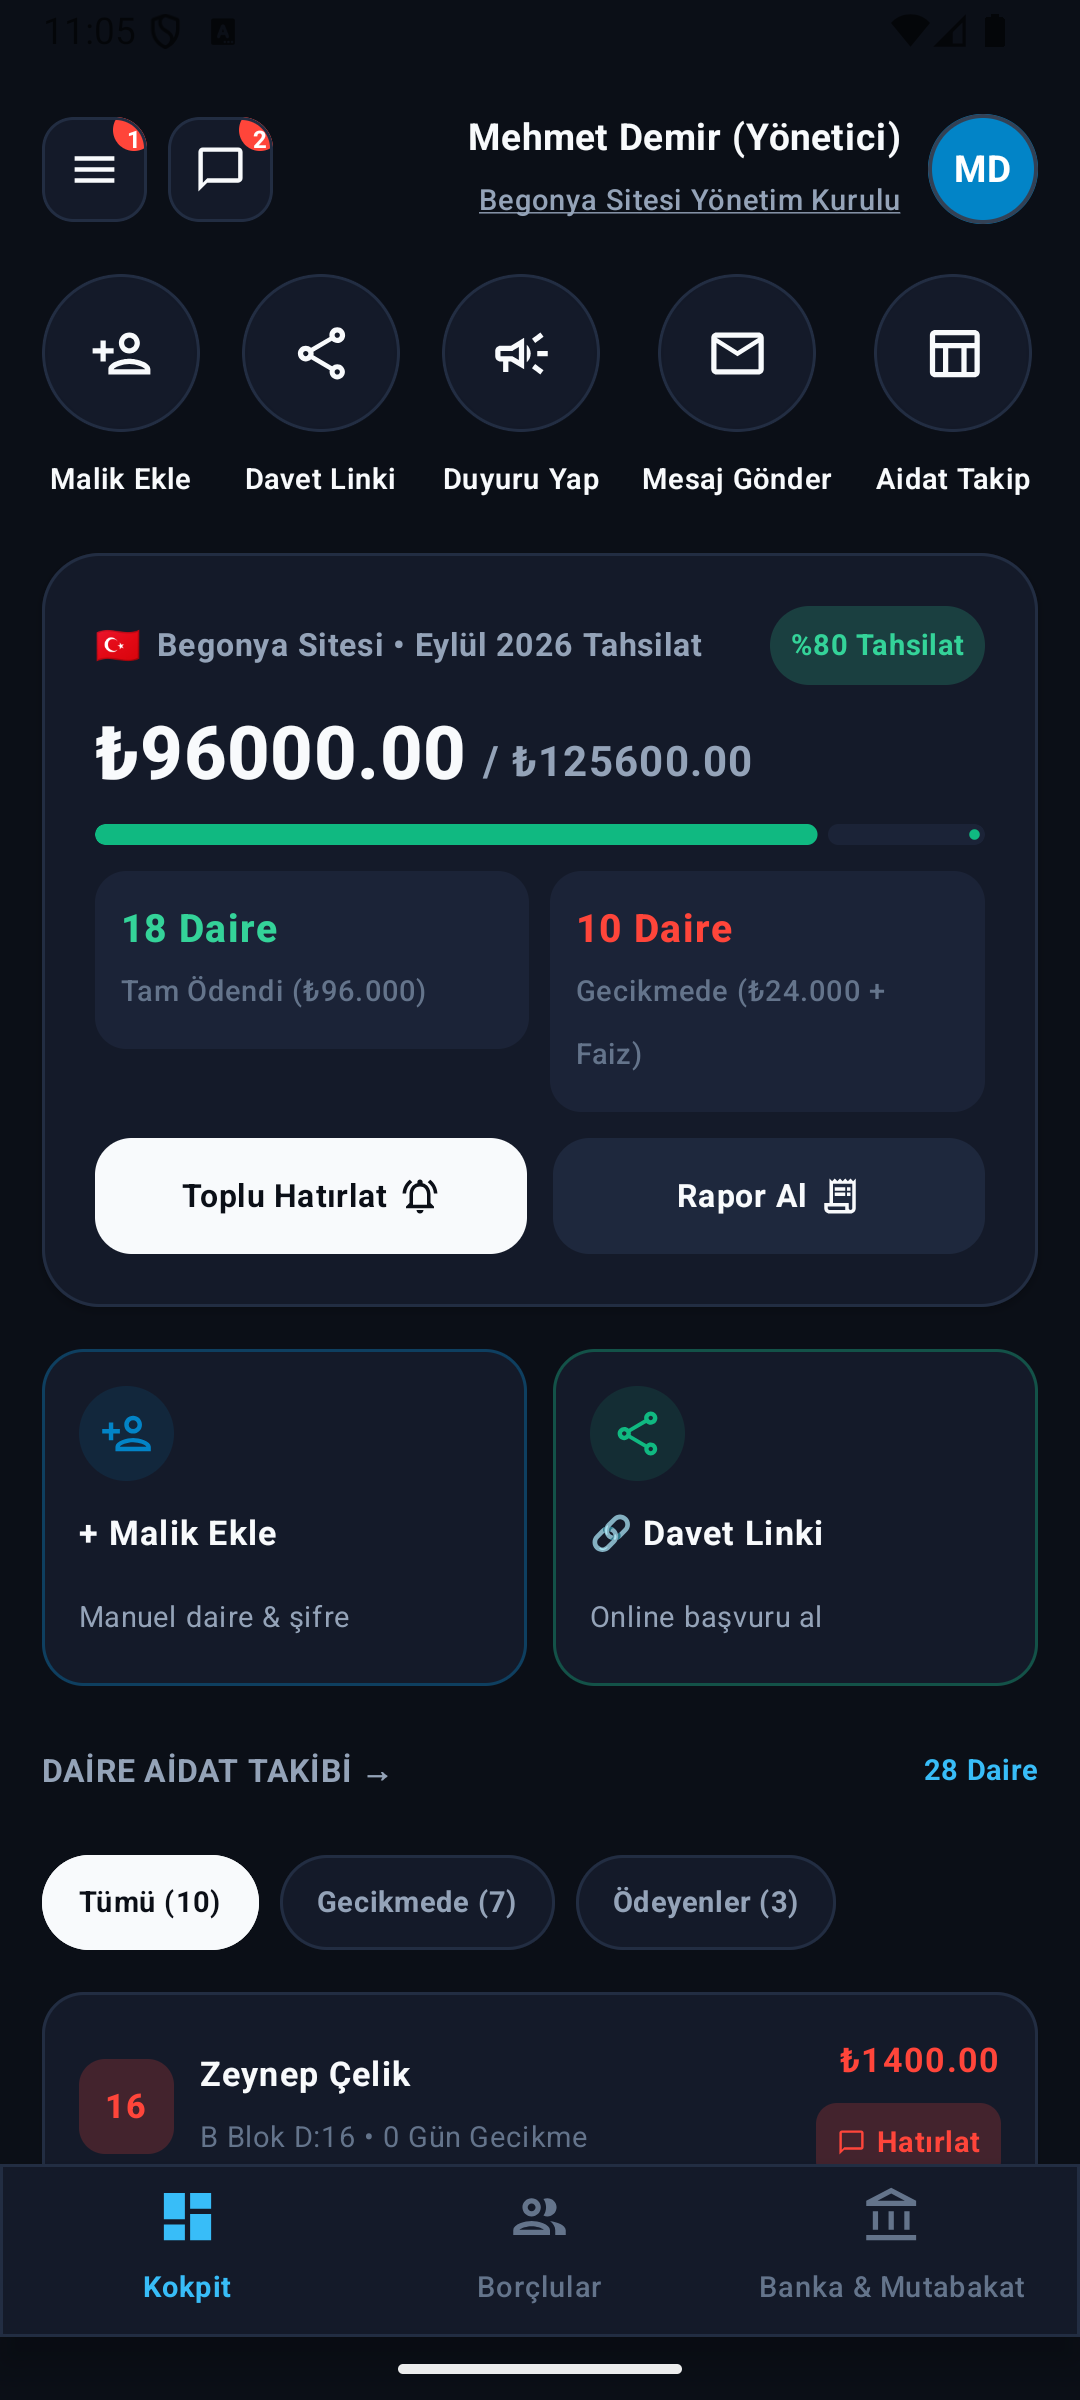 11:05
1
2
Mehmet Demir (Yönetici)
Begonya Sitesi Yönetim Kurulu
MD
Malik Ekle
Davet Linki
Duyuru Yap
Mesaj Gönder
Aidat Takip
Begonya Sitesi • Eylül 2026 Tahsilat
%80 Tahsilat
₺96000.00 / ₺125600.00
18 Daire
Tam Ödendi (₺96.000)
10 Daire
Gecikmede (₺24.000 +
Faiz)
Toplu Hatırlat
Rapor Al
+ Malik Ekle
Manuel daire & şifre
🔗 Davet Linki
Online başvuru al
DAİRE AİDAT TAKİBİ →
28 Daire
Tümü (10)
Gecikmede (7)
Ödeyenler (3)
16
Zeynep Çelik
B Blok D:16 • 0 Gün Gecikme
₺1400.00
Hatırlat
Kokpit
Borçlular
Banka & Mutabakat